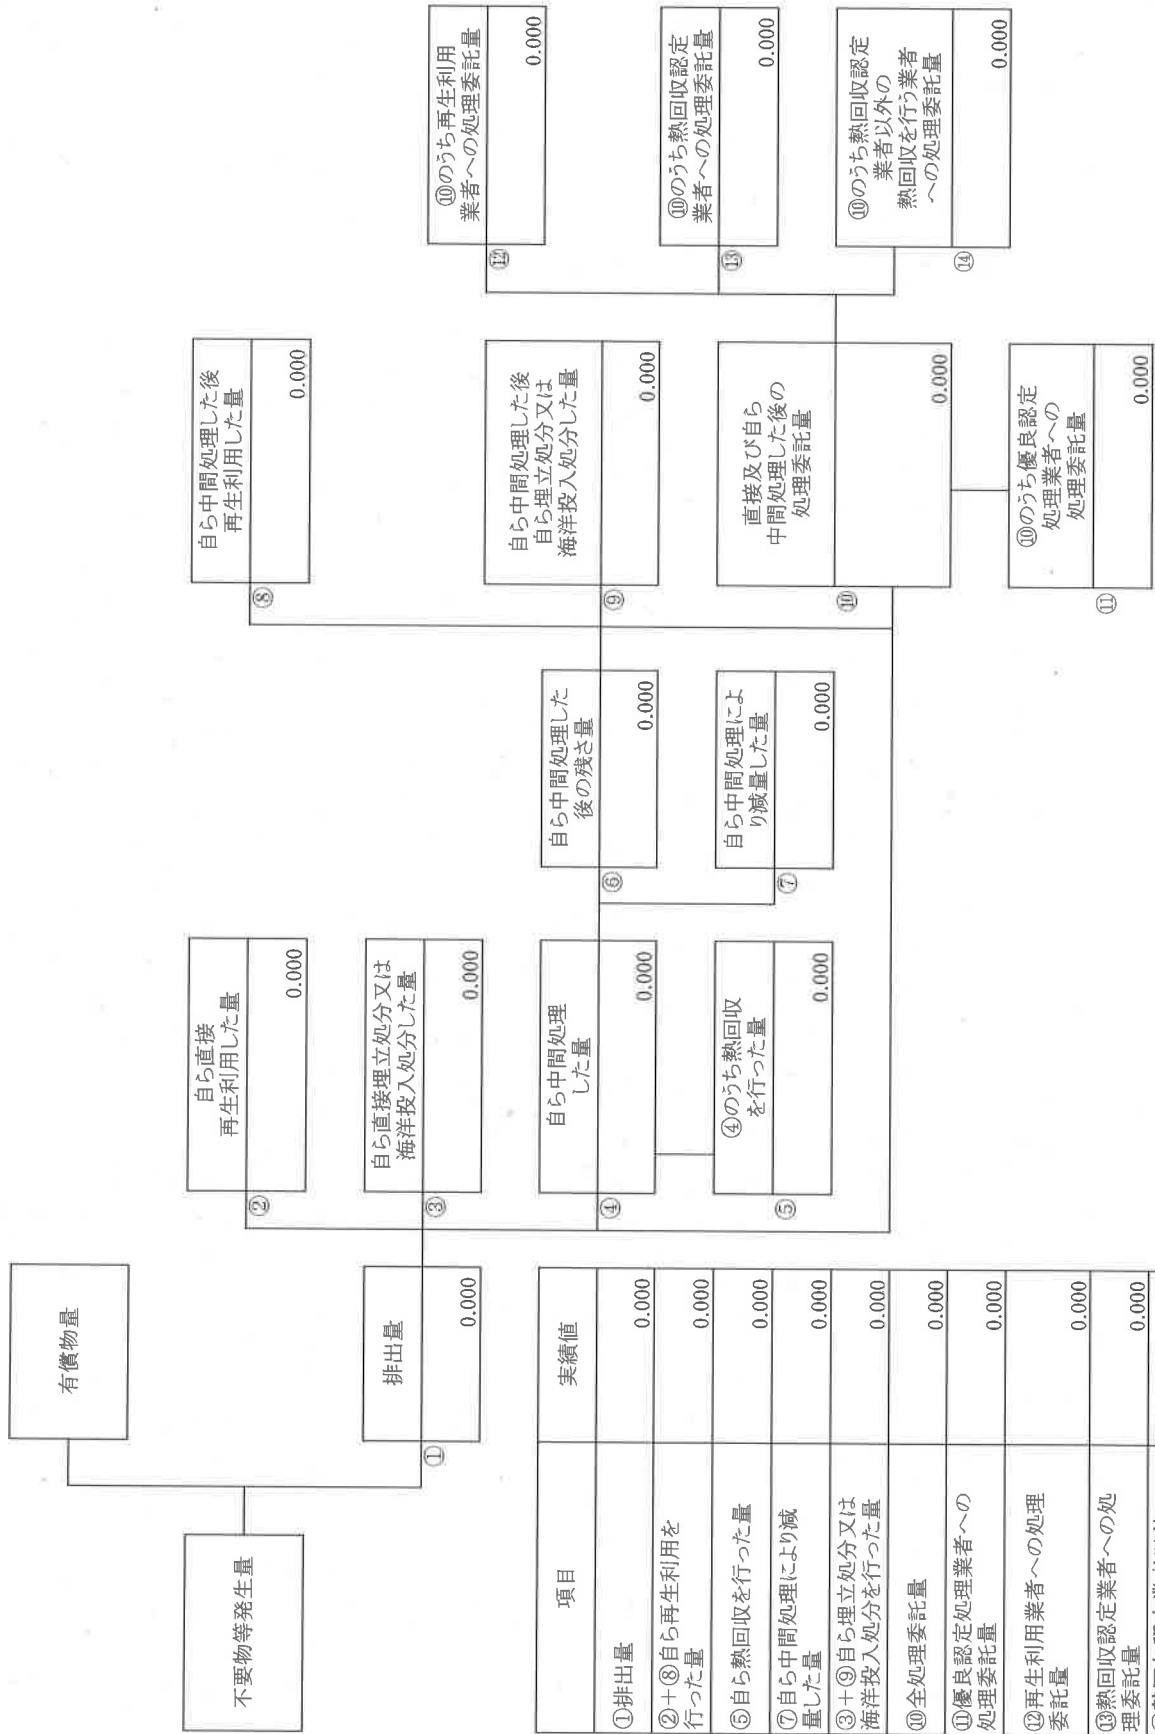 不要物等発生量
有償物量
排出量
①
0.000
自ら直接
再生利用した量
②
0.000
自ら直接埋立処分又は
海洋投入処分した量
③
0.000
自ら中間処理
した量
④
0.000
④のうち熱回収
を行った量
⑤
0.000
自ら中間処理した
後の残さ量
⑥
0.000
自ら中間処理によ
り減量した量
⑦
0.000
自ら中間処理した後
再生利用した量
⑧
0.000
自ら中間処理した後
自ら埋立処分又は
海洋投入処分した量
⑨
0.000
直接及び自ら
中間処理した後の
処理委託量
⑩
0.000
⑩のうち優良認定
処理業者への
処理委託量
⑪
0.000
⑩のうち再生利用
業者への処理委託量
⑫
0.000
⑩のうち熱回収認定
業者への処理委託量
⑬
0.000
⑩のうち熱回収認定
業者以外の
熱回収を行う業者
への処理委託量
⑭
0.000
項目 実績値
①排出量 0.000
②+⑧自ら再生利用を
行った量 0.000
⑤自ら熱回収を行った量 0.000
⑦自ら中間処理により減
量した量 0.000
③+⑨自ら埋立処分又は
海洋投入処分を行った量 0.000
⑩全処理委託量 0.000
⑪優良認定処理業者への
処理委託量 0.000
⑫再生利用業者への処理
委託量 0.000
⑬熱回収認定業者への処
理委託量 0.000